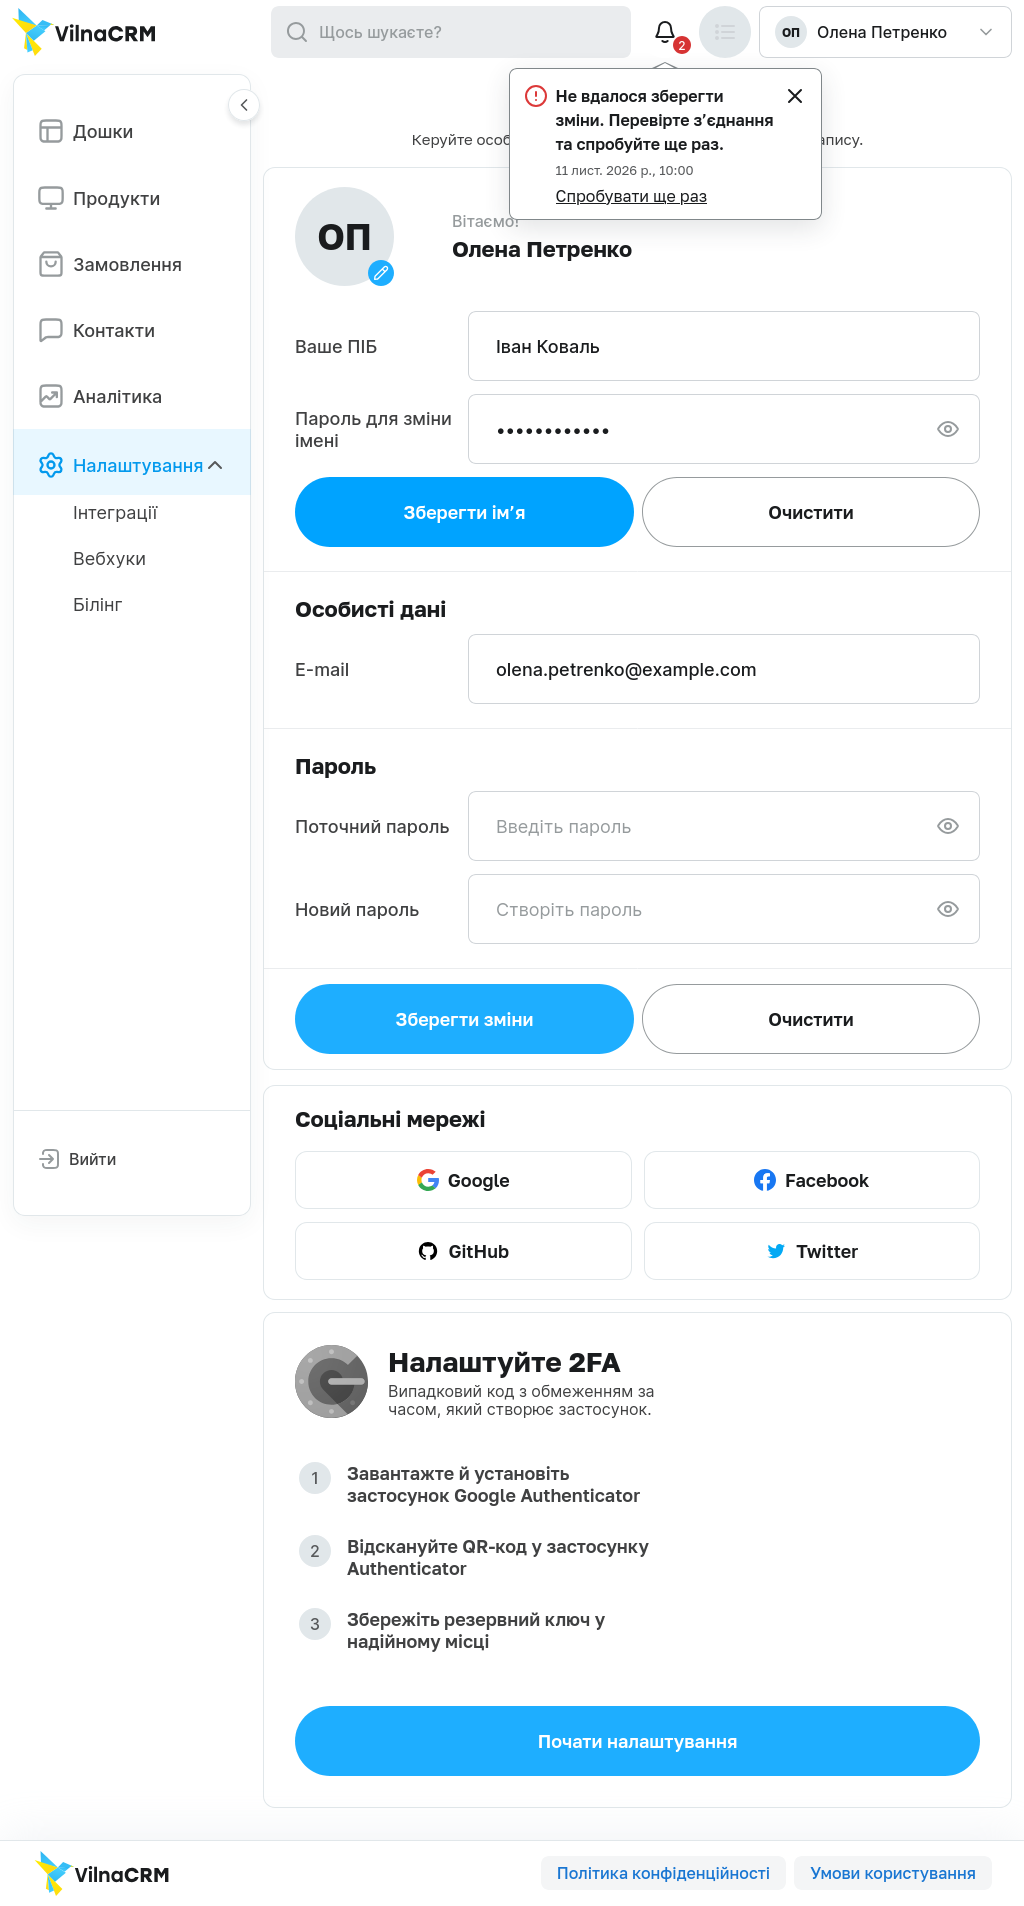 VilnaCRM
Щось шукаєте?
2
ОП
Олена Петренко
Не вдалося зберегти
зміни. Перевірте з’єднання
та спробуйте ще раз.
11 лист. 2026 р., 10:00
Спробувати ще раз
Дошки
Продукти
Замовлення
Контакти
Аналітика
Налаштування
Інтеграції
Вебхуки
Білінг
Вийти
Керуйте
ОП
Вітаємо!
Олена Петренко
Ваше ПІБ
Іван Коваль
Пароль для зміни
імені
••••••••••••
Зберегти ім’я
Очистити
Особисті дані
E-mail
olena.petrenko@example.com
Пароль
Поточний пароль
Введіть пароль
Новий пароль
Створіть пароль
Зберегти зміни
Очистити
Соціальні мережі
Google
Facebook
GitHub
Twitter
Налаштуйте 2FA
Випадковий код з обмеженням за
часом, який створює застосунок.
1
Завантажте й установіть
застосунок Google Authenticator
2
Відскануйте QR-код у застосунку
Authenticator
3
Збережіть резервний ключ у
надійному місці
Почати налаштування
VilnaCRM
Політика конфіденційності
Умови користування